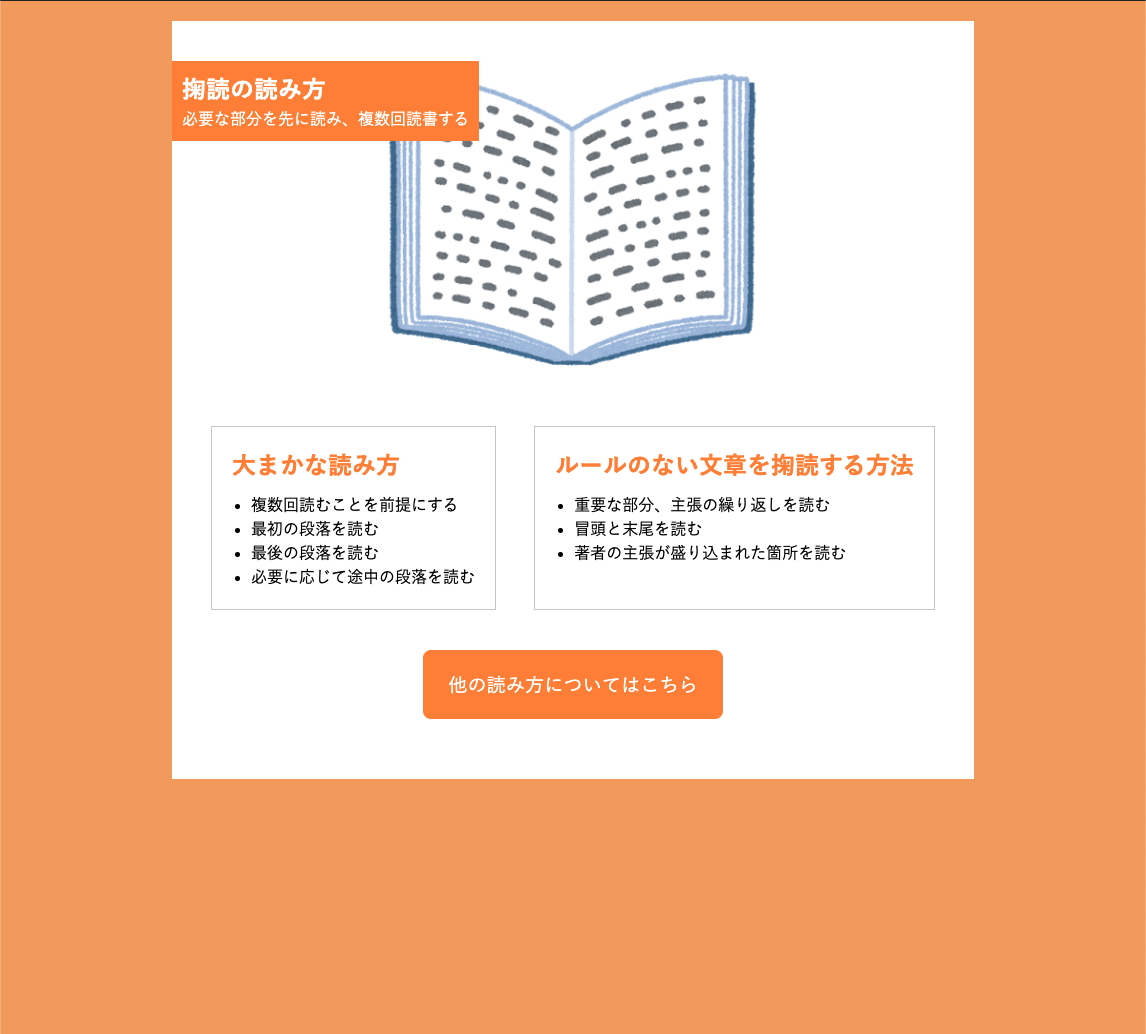 掬読の読み方
必要な部分を先に読み、複数回読書する
大まかな読み方
複数回読むことを前提にする
最初の段落を読む
最後の段落を読む
必要に応じて途中の段落を読む
ルールのない文章を掬読する方法
重要な部分、主張の繰り返しを読む
冒頭と末尾を読む
著者の主張が盛り込まれた箇所を読む
他の読み方についてはこちら